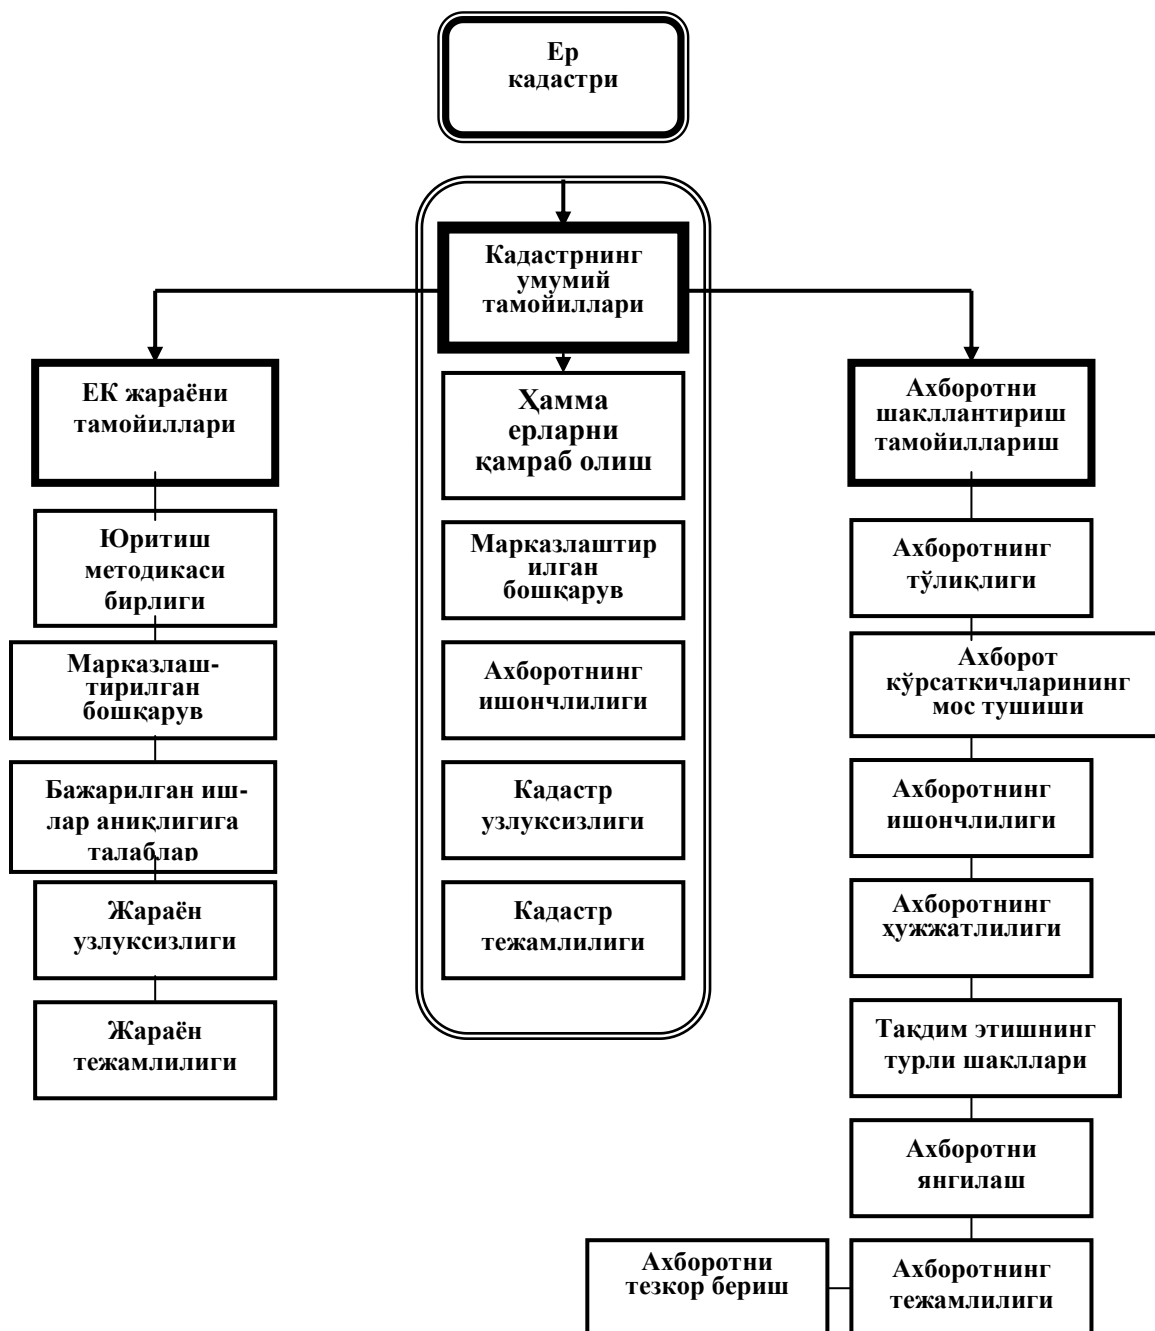 Ер
кадастри
Кадастрнинг
умумий
тамойиллари
ЕК жараёни
тамойиллари
Юритиш
методикаси
бирлиги
Марказлаш-
тирилган
бошқарув
Бажарилган иш-
лар аниқлигига
талаблар
Жараён
узлуксизлиги
Жараён
тежамлилиги
Ҳамма
ерларни
қамраб олиш
Марказлаштир
илган
бошқарув
Ахборотнинг
ишончлилиги
Кадастр
узлуксизлиги
Кадастр
тежамлилиги
Ахборотни
шакллантириш
тамойиллариш
Ахборотнинг
тўлиқлиги
Ахборот
кўрсаткичларининг
мос тушиши
Ахборотнинг
ишончлилиги
Ахборотнинг
ҳужжатлилиги
Тақдим этишнинг
турли шакллари
Ахборотни
янгилаш
Ахборотнинг
тежамлилиги
Ахборотни
тезкор бериш